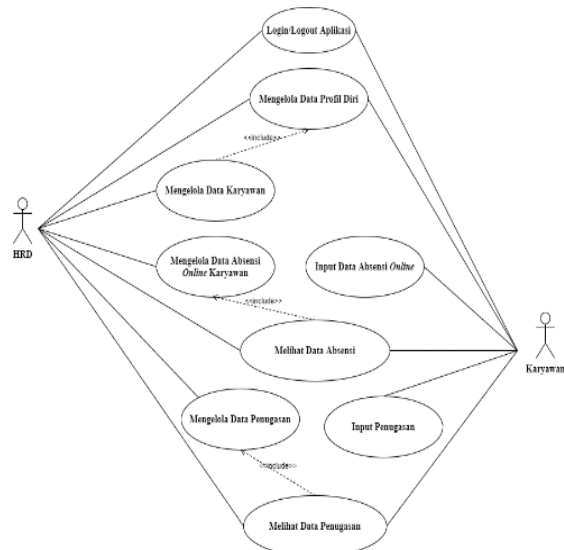 Login/Logout Aplikasi
Mengelola Data Profil Diri
<<include>>
Mengelola Data Karyawan
HRD
Mengelola Data Absensi
Online Karyawan
Input Data Absensi Online
<<include>>
Melihat Data Absensi
Karyawan
Mengelola Data Penugasan
Input Penugasan
<<include>>
Melihat Data Penugasan